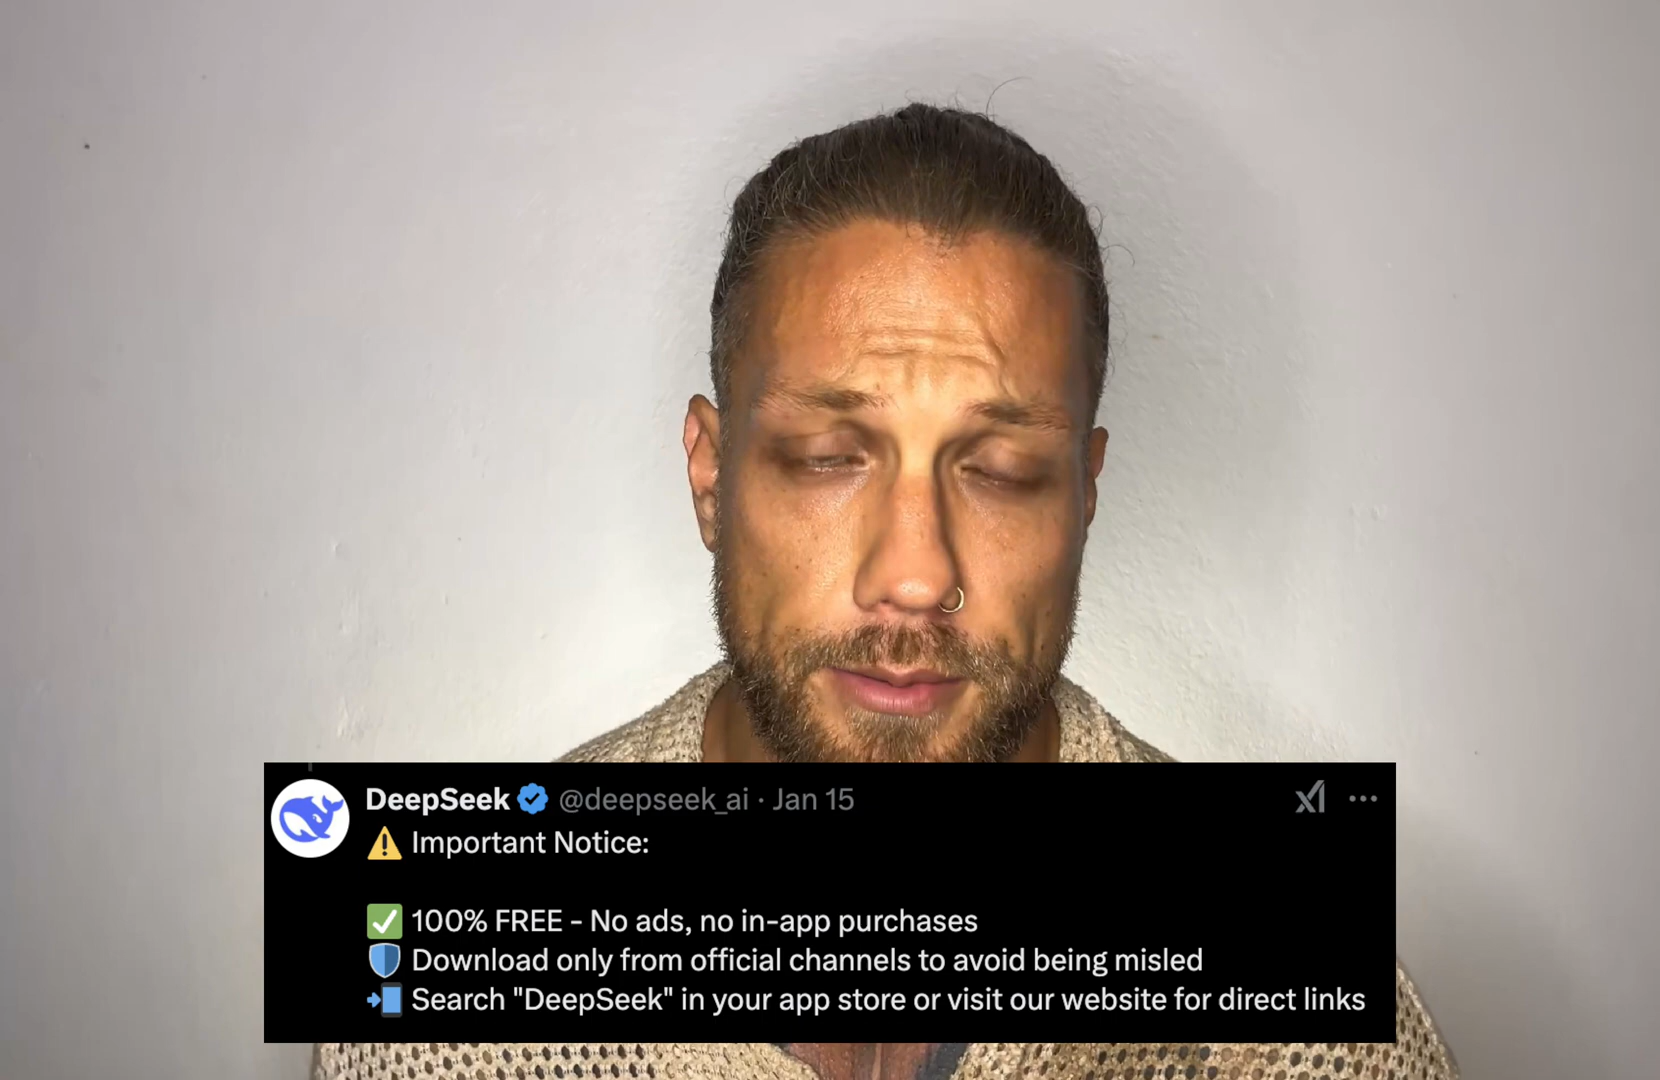 DeepSeek @deepseek_ai · Jan 15
⚠️ Important Notice:
✅ 100% FREE - No ads, no in-app purchases
🛡️ Download only from official channels to avoid being misled
📲 Search "DeepSeek" in your app store or visit our website for direct links